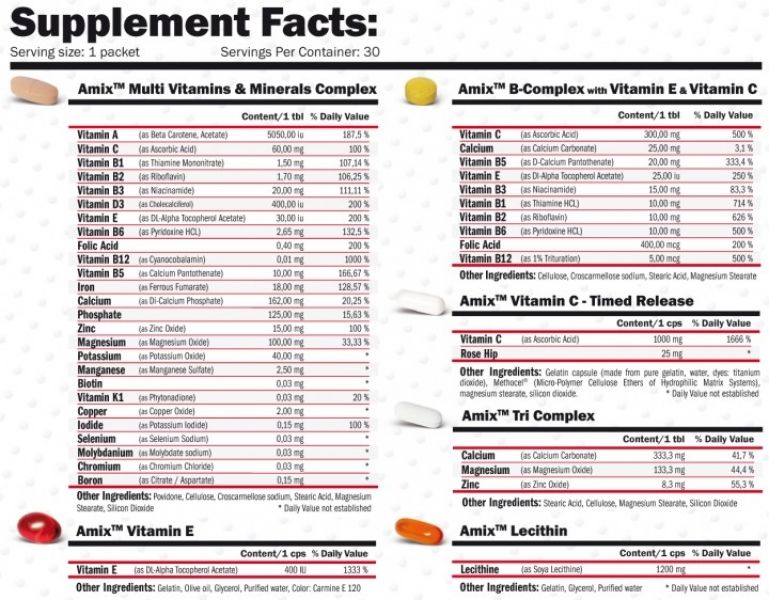 Supplement Facts:
Serving size: 1 packet Servings Per Container: 30
Amix™ Multi Vitamins & Minerals Complex
Content/1 tbl % Daily Value
Vitamin A (as Beta Carotene, Acetate) 5050,00 iu 187,5 %
Vitamin C (as Ascorbic Acid) 60,00 mg 100 %
Vitamin B1 (as Thiamine Mononitrate) 1,50 mg 107,14 %
Vitamin B2 (as Riboflavin) 1,70 mg 106,25 %
Vitamin B3 (as Niacinamide) 20,00 mg 111,11 %
Vitamin D3 (as Cholecalciferol) 400,00 iu 200 %
Vitamin E (as DL-Alpha Tocopherol Acetate) 30,00 iu 200 %
Vitamin B6 (as Pyridoxine HCL) 2,65 mg 132,5 %
Folic Acid 0,40 mg 200 %
Vitamin B12 (as Cyanocobalamin) 0,01 mg 1000 %
Vitamin B5 (as Calcium Pantothenate) 10,00 mg 166,67 %
Iron (as Ferrous Fumarate) 18,00 mg 128,57 %
Calcium (as Di-Calcium Phosphate) 162,00 mg 20,25 %
Phosphate 125,00 mg 15,63 %
Zinc (as Zinc Oxide) 15,00 mg 100 %
Magnesium (as Magnesium Oxide) 100,00 mg 33,33 %
Potassium (as Potassium Oxide) 40,00 mg *
Manganese (as Manganese Sulfate) 2,50 mg *
Biotin 0,03 mg *
Vitamin K1 (as Phytonadione) 0,03 mg 20 %
Copper (as Copper Oxide) 2,00 mg *
Iodide (as Potassium Iodide) 0,15 mg 100 %
Selenium (as Selenium Sodium) 0,03 mg *
Molybdanium (as Molybdate sodium) 0,03 mg *
Chromium (as Chromium Chloride) 0,03 mg *
Boron (as Citrate / Aspartate) 0,15 mg *
Other Ingredients: Povidone, Cellulose, Croscarmellose sodium, Stearic Acid, Magnesium
Stearate, Silicon Dioxide * Daily Value not established
Amix™ Vitamin E
Content/1 cps % Daily Value
Vitamin E (as DL-Alpha Tocopherol Acetate) 400 IU 1333 %
Other Ingredients: Gelatin, Olive oil, Glycerol, Purified water, Color: Carmine E 120
Amix™ B-Complex with Vitamin E & Vitamin C
Content/1 tbl % Daily Value
Vitamin C (as Ascorbic Acid) 300,00 mg 500 %
Calcium (as Calcium Carbonate) 25,00 mg 3,1 %
Vitamin B5 (as D-Calcium Pantothenate) 20,00 mg 333,4 %
Vitamin E (as Dl-Alpha Tocopherol Acetate) 25,00 iu 250 %
Vitamin B3 (as Niacinamide) 15,00 mg 83,3 %
Vitamin B1 (as Thiamine HCL) 10,00 mg 714 %
Vitamin B2 (as Riboflavin) 10,00 mg 626 %
Vitamin B6 (as Pyridoxine HCL) 10,00 mg 500 %
Folic Acid 400,00 mcg 200 %
Vitamin B12 (as 1% Trituration) 5,00 mcg 500 %
Other Ingredients: Cellulose, Croscarmellose sodium, Stearic Acid, Magnesium Stearate
Amix™ Vitamin C - Timed Release
Content/1 cps % Daily Value
Vitamin C (as Ascorbic Acid) 1000 mg 1666 %
Rose Hip 25 mg *
Other Ingredients: Gelatin capsule (made from pure gelatin, water, dyes: titanium
dioxide), Methocel® (Micro-Polymer Cellulose Ethers of Hydrophilic Matrix Systems),
magnesium stearate, silicon dioxide. * Daily Value not established
Amix™ Tri Complex
Content/1 tbl % Daily Value
Calcium (as Calcium Carbonate) 333,3 mg 41,7 %
Magnesium (as Magnesium Oxide) 133,3 mg 44,4 %
Zinc (as Zinc Oxide) 8,3 mg 55,3 %
Other Ingredients: Stearic Acid, Cellulose, Magnesium Stearate, Silicon Dioxide
Amix™ Lecithin
Content/1 cps % Daily Value
Lecithine (as Soya Lecithine) 1200 mg *
Other Ingredients: Gelatin, Glycerol, Purified water * Daily Value not established